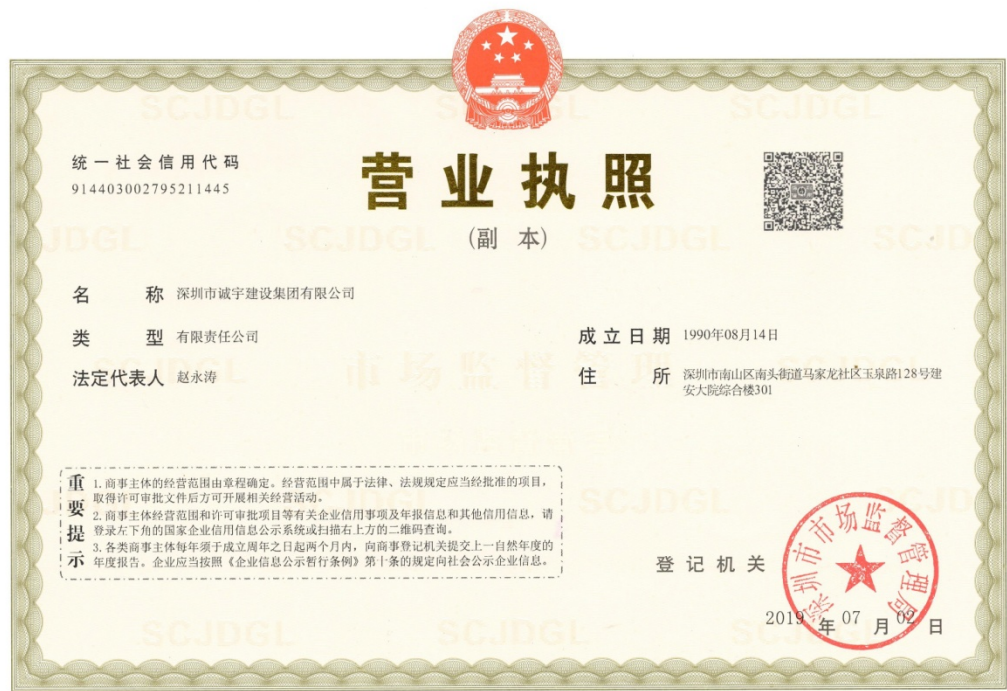 统一社会信用代码
914403002795211445
营业执照
(副 本)
名 称 深圳市诚宇建设集团有限公司
类 型 有限责任公司
法定代表人 赵永涛
成立日期 1990年08月14日
住 所 深圳市南山区南头街道马家龙社区玉泉路128号建
安大院综合楼301
重要提示
1.商事主体的经营范围由章程确定。经营范围中属于法律、法规规定应当经批准的项目,
取得许可审批文件后方可开展相关经营活动。
2.商事主体经营范围和许可审批项目等有关企业信用事项及年报信息和其他信用信息,请
登录左下角的国家企业信用信息公示系统或扫描右上方的二维码查询。
3.各类商事主体每年须于成立周年之日起两个月内,向商事登记机关提交上一自然年度的
年度报告。企业应当按照《企业信息公示暂行条例》第十条的规定向社会公示企业信息。
登记机关
深圳市市场监督管理局
2019 年 07 月 02 日
SCJDGL
市场监督管理